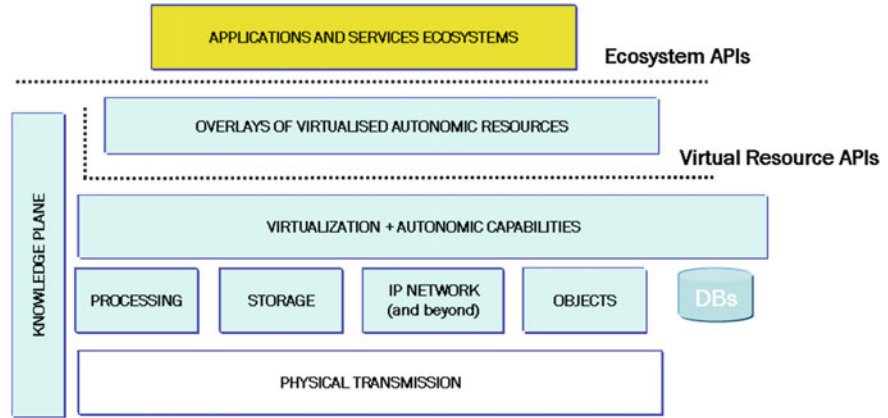 APPLICATIONS AND SERVICES ECOSYSTEMS
Ecosystem APIs
OVERLAYS OF VIRTUALISED AUTONOMIC RESOURCES
Virtual Resource APIs
KNOWLEDGE PLANE
VIRTUALIZATION + AUTONOMIC CAPABILITIES
PROCESSING
STORAGE
IP NETWORK
(and beyond)
OBJECTS
DBs
PHYSICAL TRANSMISSION